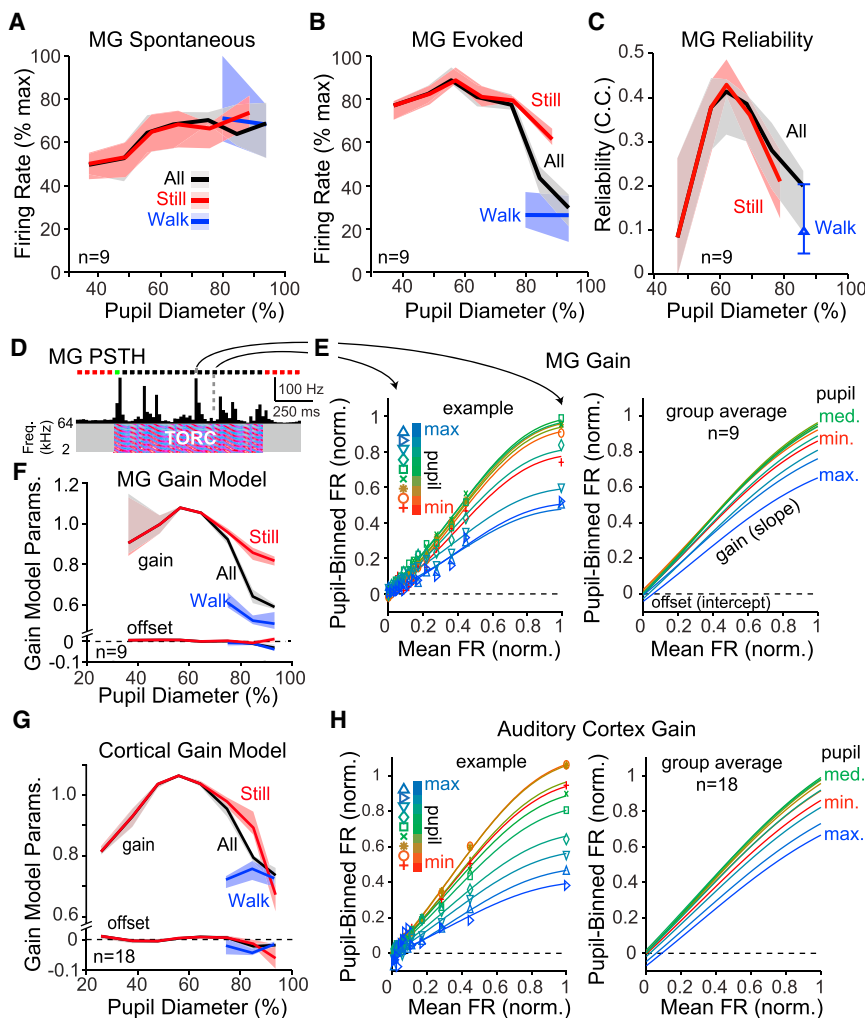 A
MG Spontaneous
Firing Rate (% max)
100
80
60
40
20
0
All
Still
Walk
n=9
40 60 80 100
Pupil Diameter (%)
B
MG Evoked
Firing Rate (% max)
100
80
60
40
20
0
Still
All
Walk
n=9
40 60 80 100
Pupil Diameter (%)
C
MG Reliability
Reliability (C.C.)
0.5
0.4
0.3
0.2
0.1
0
All
Still
Walk
n=9
40 60 80 100
Pupil Diameter (%)
D
MG PSTH
100 Hz
250 ms
Freq. (kHz)
64
2
TORC
E
MG Gain
example
Pupil-Binned FR (norm.)
1
0.8
0.6
0.4
0.2
0
max
pupil
min
0 0.2 0.4 0.6 0.8 1
Mean FR (norm.)
group average
n=9
Pupil-Binned FR (norm.)
1
0.8
0.6
0.4
0.2
0
pupil
med.
min.
max.
gain (slope)
offset (intercept)
0 0.2 0.4 0.6 0.8 1
Mean FR (norm.)
F
MG Gain Model
Gain Model Params.
1.2
1.0
0.8
0.6
0
-0.1
gain
Still
All
Walk
offset
n=9
20 40 60 80 100
Pupil Diameter (%)
G
Cortical Gain Model
Gain Model Params.
1.0
0.8
0.6
0
-0.1
gain
Still
All
Walk
offset
n=18
20 40 60 80 100
Pupil Diameter (%)
H
Auditory Cortex Gain
example
Pupil-Binned FR (norm.)
1
0.8
0.6
0.4
0.2
0
max
pupil
min
0 0.2 0.4 0.6 0.8 1
Mean FR (norm.)
group average
n=18
Pupil-Binned FR (norm.)
1
0.8
0.6
0.4
0.2
0
pupil
med.
min.
max.
0 0.2 0.4 0.6 0.8 1
Mean FR (norm.)